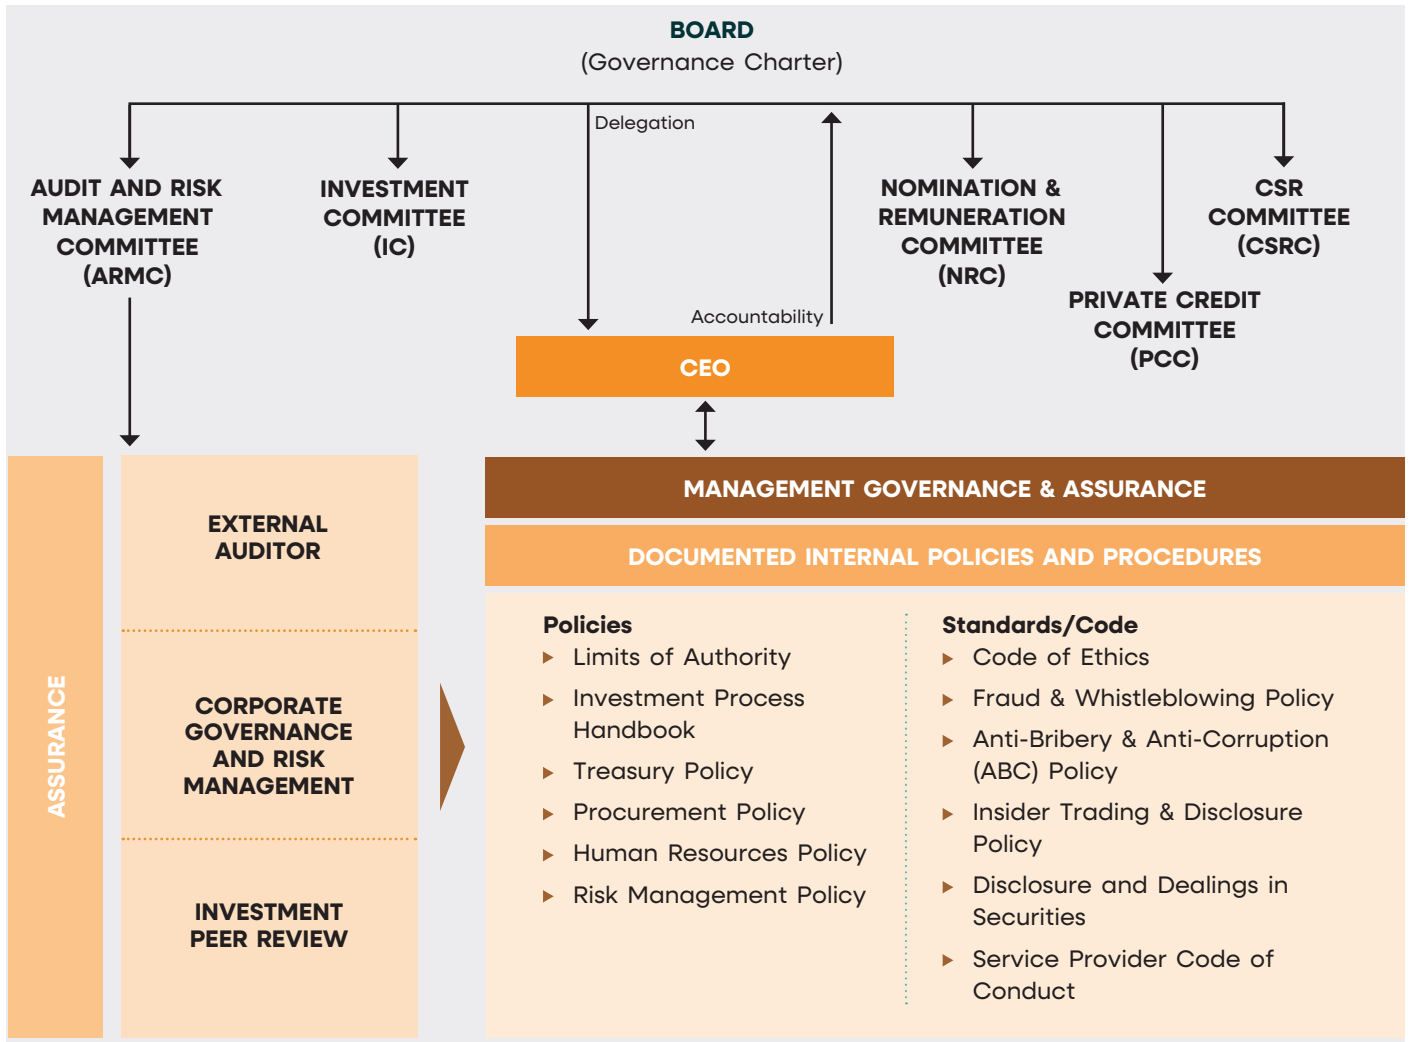 BOARD
(Governance Charter)
Delegation
AUDIT AND RISK
MANAGEMENT
COMMITTEE
(ARMC)
INVESTMENT
COMMITTEE
(IC)
NOMINATION &
REMUNERATION
COMMITTEE
(NRC)
CSR
COMMITTEE
(CSRC)
PRIVATE CREDIT
COMMITTEE
(PCC)
Accountability
CEO
ASSURANCE
EXTERNAL
AUDITOR
CORPORATE
GOVERNANCE
AND RISK
MANAGEMENT
INVESTMENT
PEER REVIEW
MANAGEMENT GOVERNANCE & ASSURANCE
DOCUMENTED INTERNAL POLICIES AND PROCEDURES
Policies
Limits of Authority
Investment Process
Handbook
Treasury Policy
Procurement Policy
Human Resources Policy
Risk Management Policy
Standards/Code
Code of Ethics
Fraud & Whistleblowing Policy
Anti-Bribery & Anti-Corruption
(ABC) Policy
Insider Trading & Disclosure
Policy
Disclosure and Dealings in
Securities
Service Provider Code of
Conduct